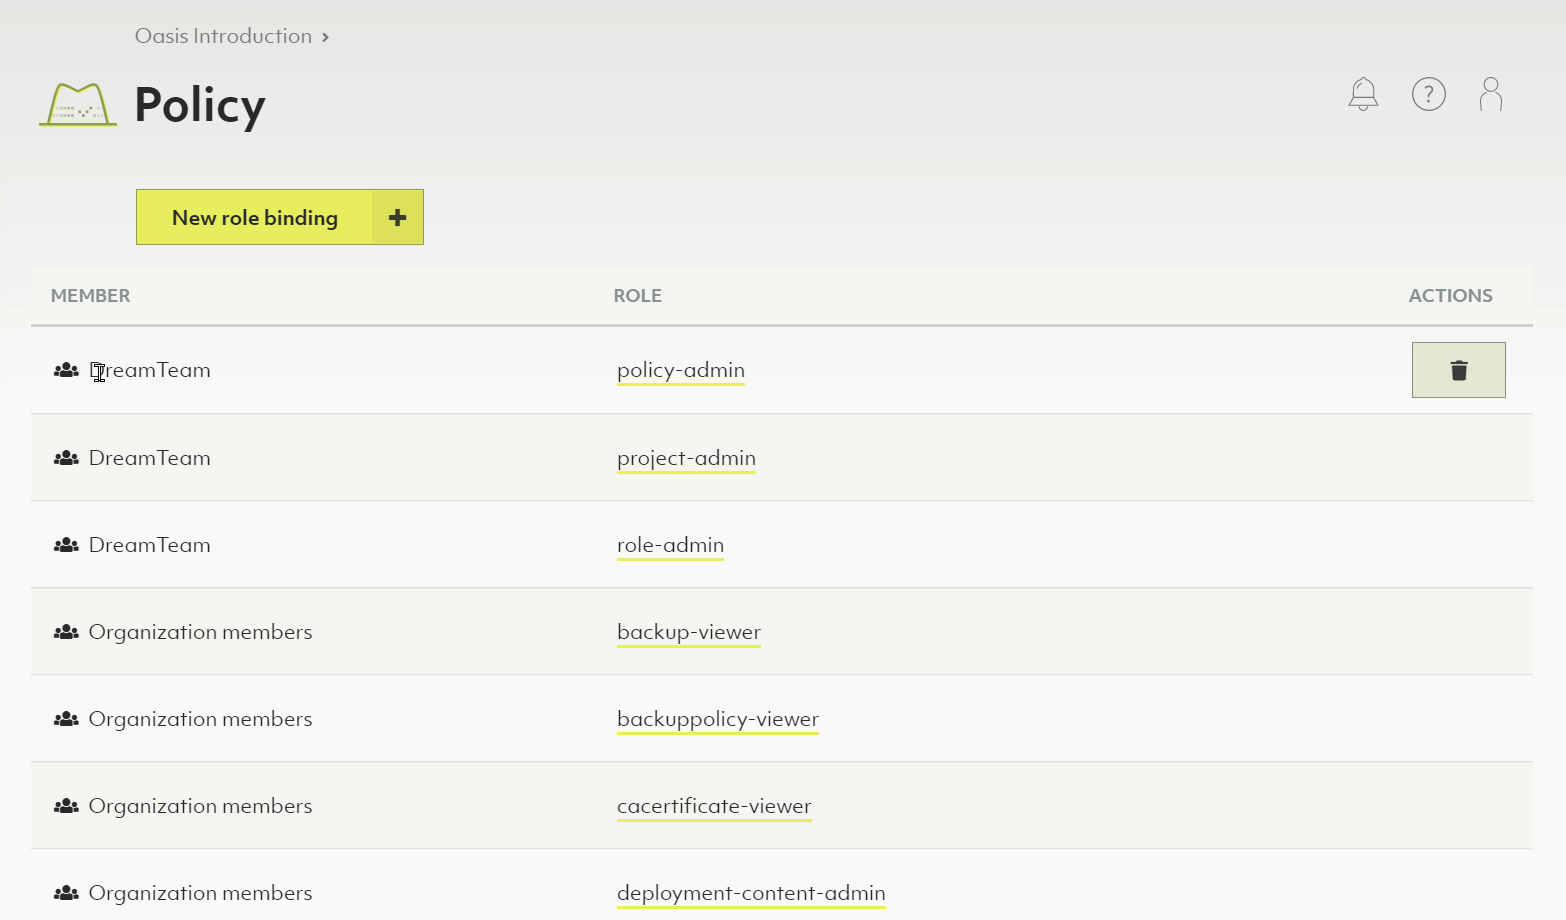 Oasis Introduction >
Policy
?
New role binding +
MEMBER ROLE ACTIONS
DreamTeam policy-admin
DreamTeam project-admin
DreamTeam role-admin
Organization members backup-viewer
Organization members backuppolicy-viewer
Organization members cacertificate-viewer
Organization members deployment-content-admin